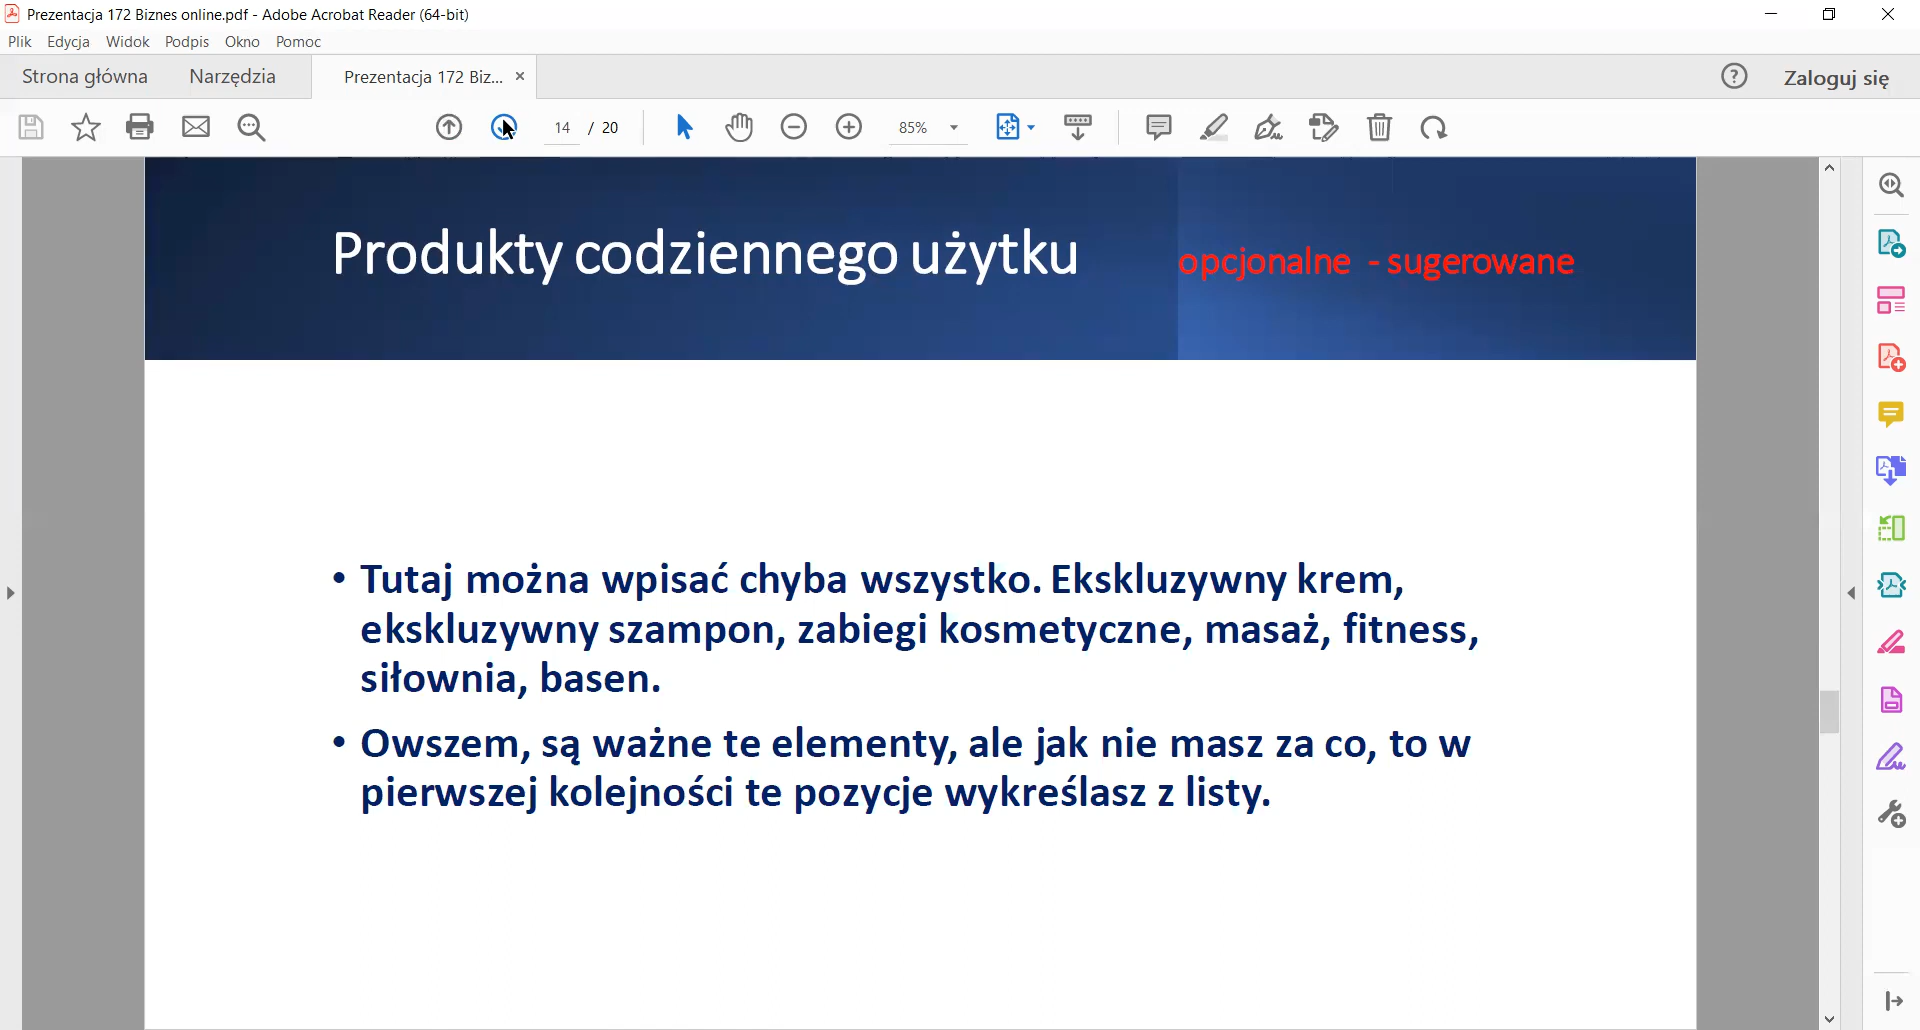 Prezentacja 172 Biznes online.pdf - Adobe Acrobat Reader (64-bit)
Plik Edycja Widok Podpis Okno Pomoc
Strona główna Narzędzia Prezentacja 172 Biz... × Zaloguj się
14 / 20 85%
Produkty codziennego użytku opcjonalne - sugerowane
• Tutaj można wpisać chyba wszystko. Ekskluzywny krem,
ekskluzywny szampon, zabiegi kosmetyczne, masaż, fitness,
siłownia, basen.
• Owszem, są ważne te elementy, ale jak nie masz za co, to w
pierwszej kolejności te pozycje wykreślasz z listy.